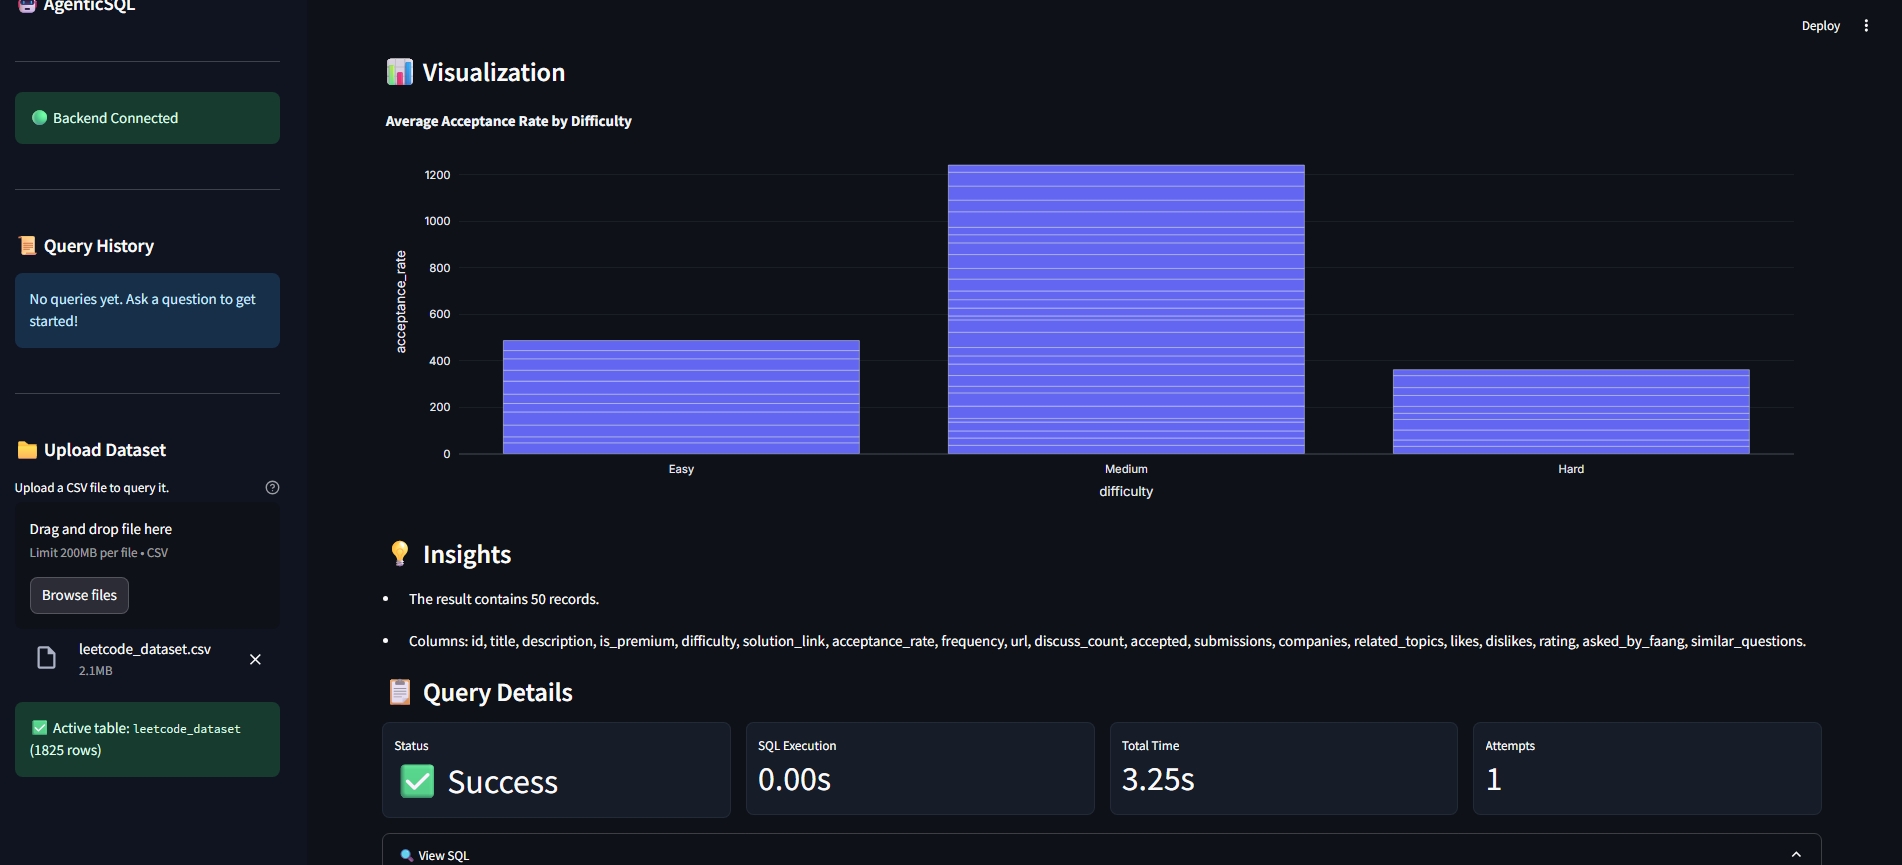 AgenticSQL
Backend Connected
Query History
No queries yet. Ask a question to get
started!
Upload Dataset
Upload a CSV file to query it.
Drag and drop file here
Limit 200MB per file • CSV
Browse files
leetcode_dataset.csv
2.1MB
Active table: leetcode_dataset
(1825 rows)
Deploy
Visualization
Average Acceptance Rate by Difficulty
1200
1000
800
600
400
200
0
acceptance_rate
Easy
Medium
Hard
difficulty
Insights
• The result contains 50 records.
• Columns: id, title, description, is_premium, difficulty, solution_link, acceptance_rate, frequency, url, discuss_count, accepted, submissions, companies, related_topics, likes, dislikes, rating, asked_by_faang, similar_questions.
Query Details
Status
Success
SQL Execution
0.00s
Total Time
3.25s
Attempts
1
View SQL